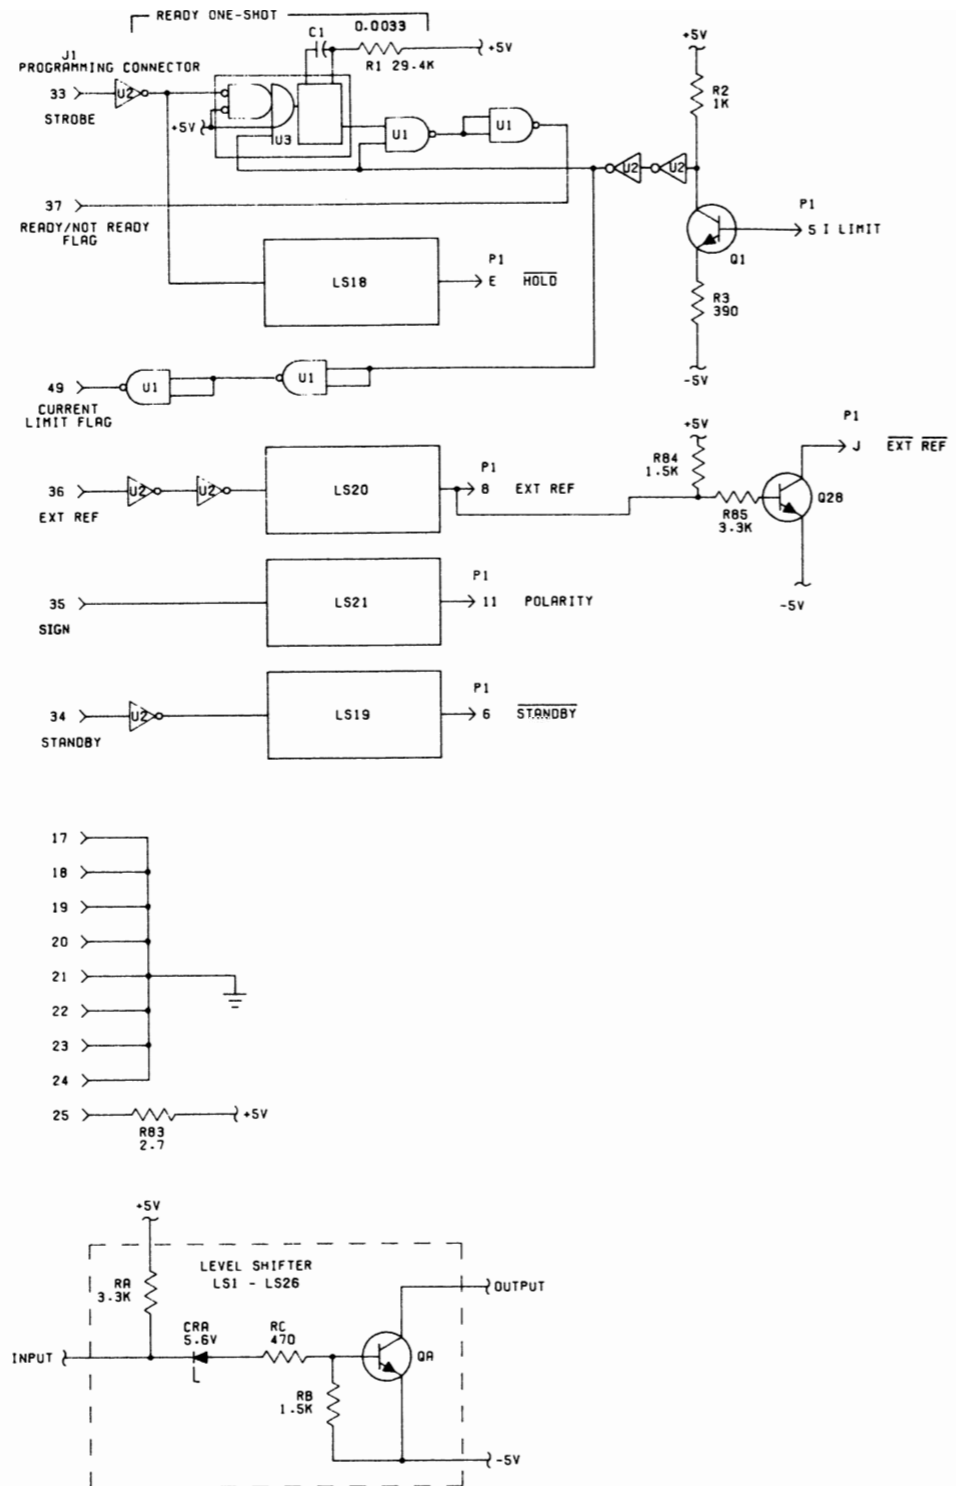 READY ONE-SHOT
C1
0.0033
+5V
R1 29.4K
J1
PROGRAMMING CONNECTOR
33
STROBE
U2
+5V
U3
U1
U1
+5V
R2
1K
U2
U2
37
READY/NOT READY
FLAG
P1
5 I LIMIT
Q1
LS18
P1
E HOLD
R3
390
-5V
49
CURRENT
LIMIT FLAG
U1
U1
36
EXT REF
U2
U2
LS20
P1
8 EXT REF
+5V
R84
1.5K
R85
3.3K
P1
J EXT REF
Q28
-5V
35
SIGN
LS21
P1
11 POLARITY
34
STANDBY
U2
LS19
P1
6 STANDBY
17
18
19
20
21
22
23
24
25
R83
2.7
+5V
+5V
LEVEL SHIFTER
LS1 - LS26
RA
3.3K
CRA
5.6V
RC
470
INPUT
OUTPUT
QA
RB
1.5K
-5V